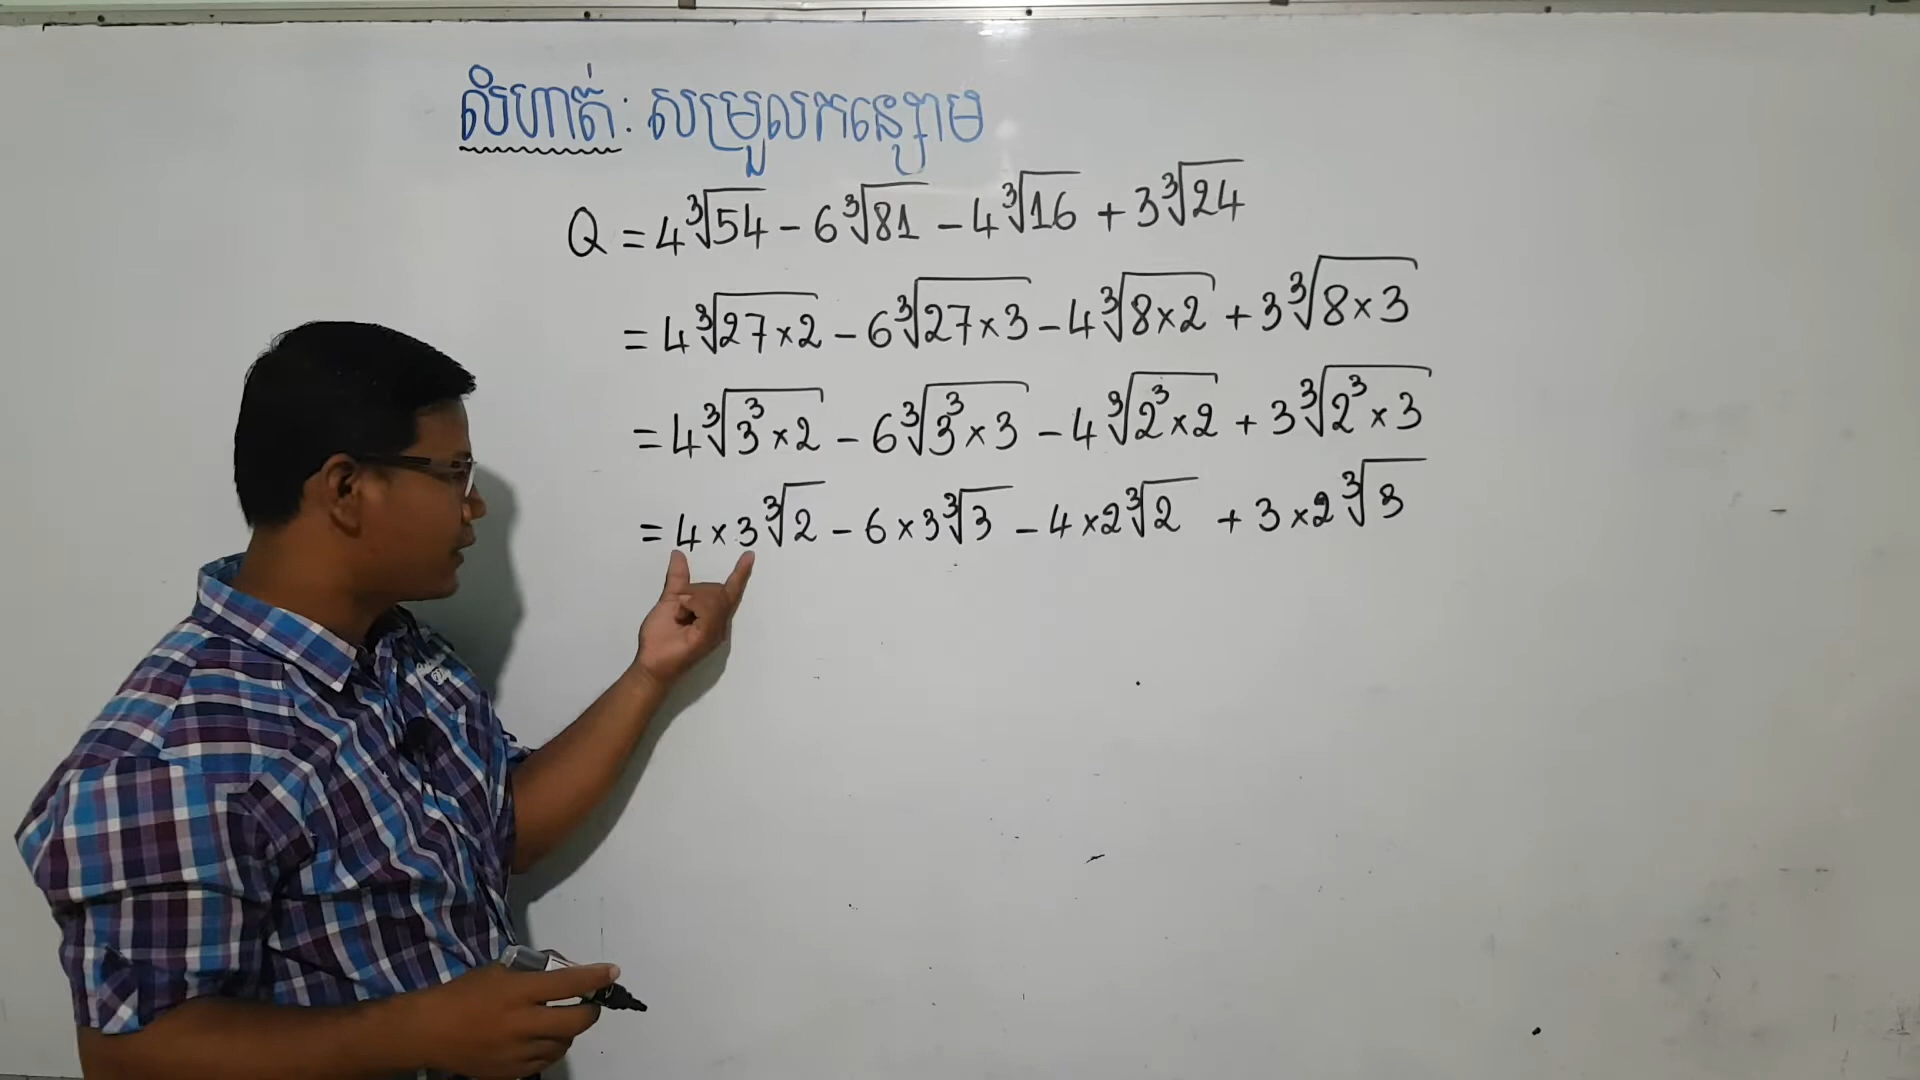 លំហាត់: សម្រួលកន្សោម
Q = 4∛54 - 6∛81 - 4∛16 + 3∛24
= 4∛(27×2) - 6∛(27×3) - 4∛(8×2) + 3∛(8×3)
= 4∛(3³×2) - 6∛(3³×3) - 4∛(2³×2) + 3∛(2³×3)
= 4×3∛2 - 6×3∛3 - 4×2∛2 + 3×2∛3